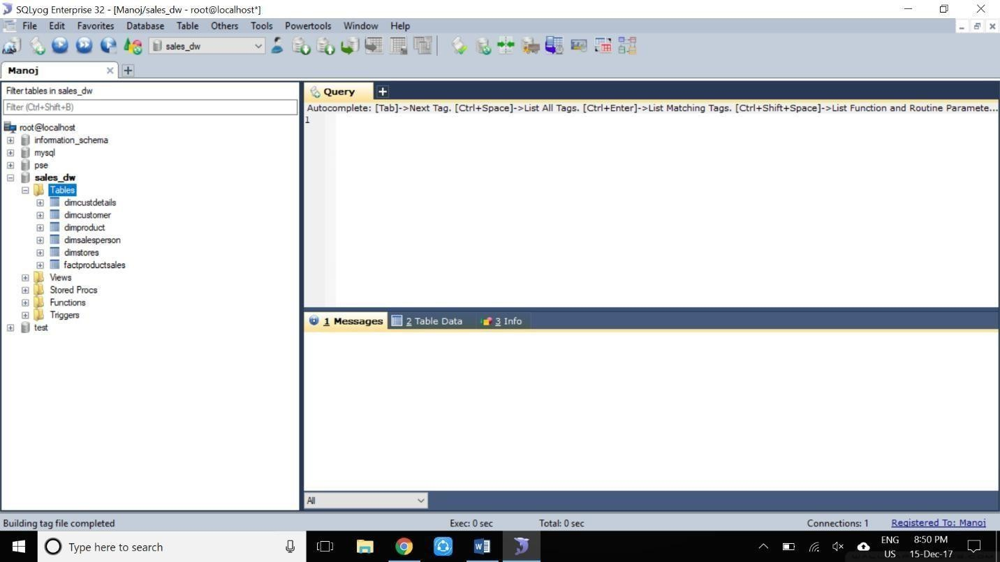 SQLyog Enterprise 32 - [Manoj/sales_dw - root@localhost*]
File Edit Favorites Database Table Others Tools Powertools Window Help
sales_dw
Manoj
Filter tables in sales_dw
Filter (Ctrl+Shift+B)
root@localhost
information_schema
mysql
pse
sales_dw
Tables
dimcustdetails
dimcustomer
dimproduct
dimsalesperson
dimstores
factproductsales
Views
Stored Procs
Functions
Triggers
test
Query
Autocomplete: [Tab]->Next Tag. [Ctrl+Space]->List All Tags. [Ctrl+Enter]->List Matching Tags. [Ctrl+Shift+Space]->List Function and Routine Paramete...
1
1 Messages 2 Table Data 3 Info
All
Building tag file completed Exec: 0 sec Total: 0 sec Connections: 1 Registered To: Manoj
Type here to search
ENG 8:50 PM
US 15-Dec-17